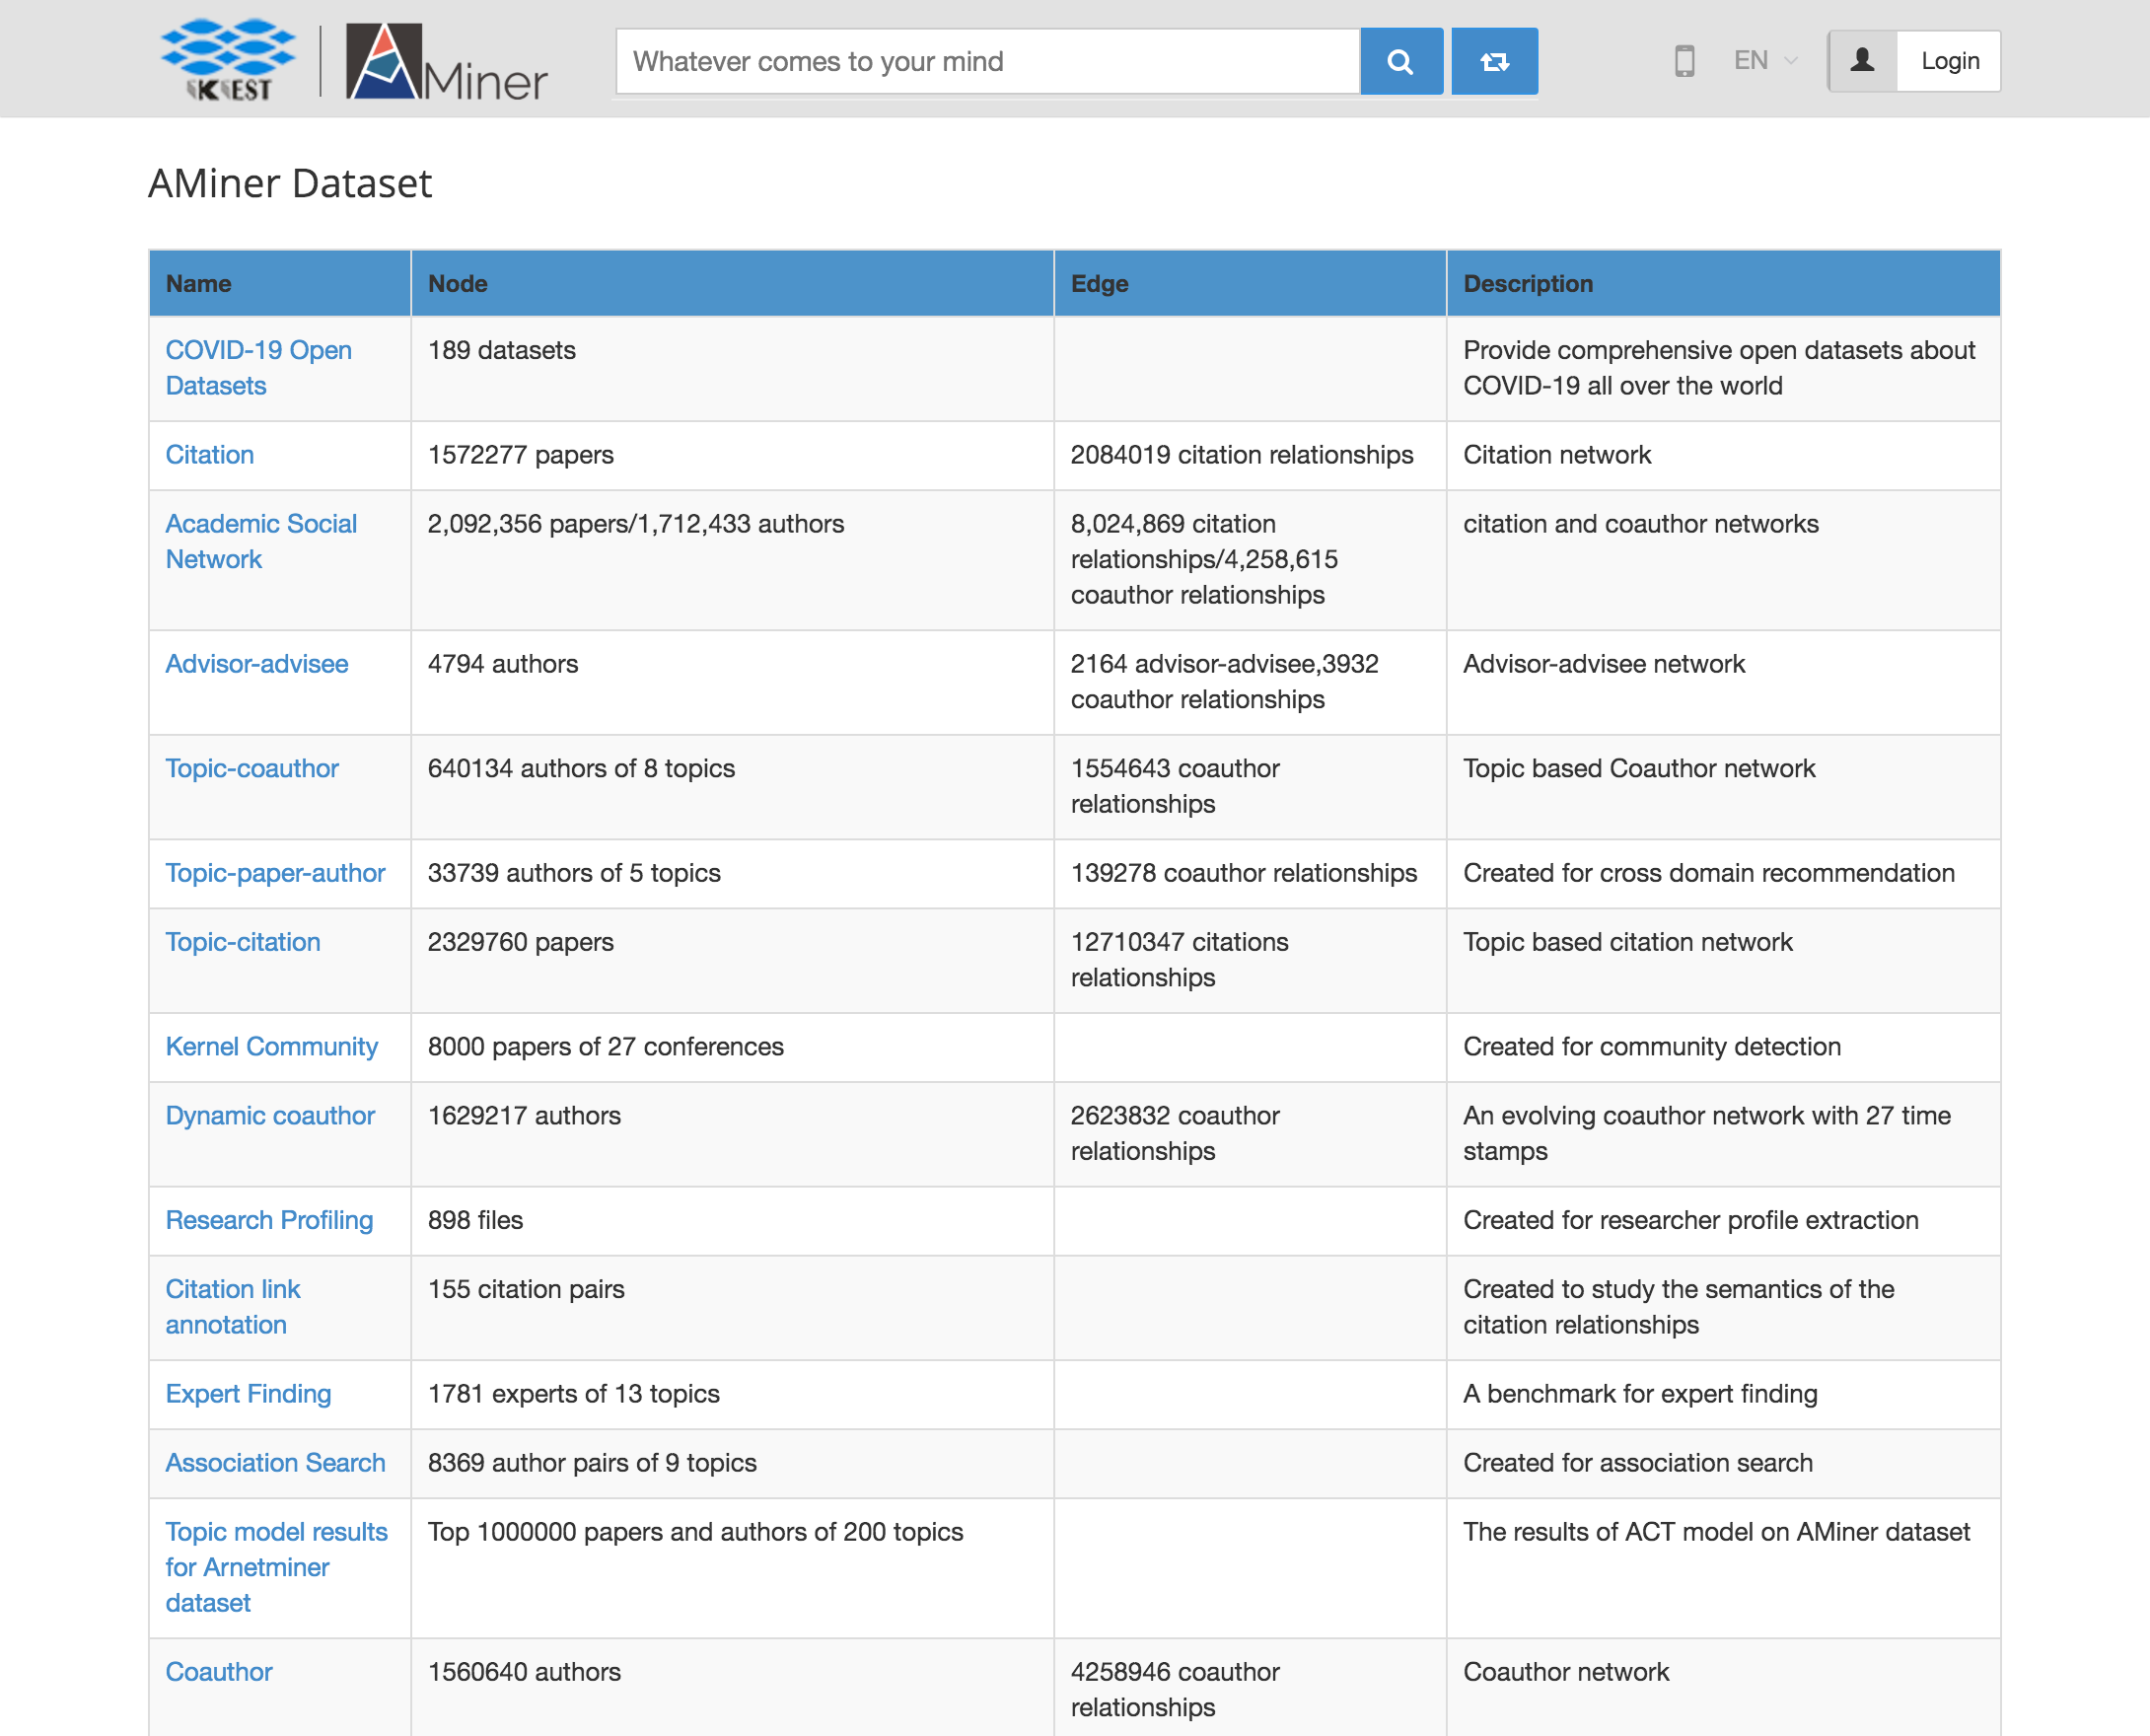 IKCEST
AMiner
Whatever comes to your mind
EN
Login
AMiner Dataset
Name Node Edge Description
COVID-19 Open 189 datasets Provide comprehensive open datasets about
Datasets COVID-19 all over the world
Citation 1572277 papers 2084019 citation relationships Citation network
Academic Social 2,092,356 papers/1,712,433 authors 8,024,869 citation citation and coauthor networks
Network relationships/4,258,615
coauthor relationships
Advisor-advisee 4794 authors 2164 advisor-advisee,3932 Advisor-advisee network
coauthor relationships
Topic-coauthor 640134 authors of 8 topics 1554643 coauthor Topic based Coauthor network
relationships
Topic-paper-author 33739 authors of 5 topics 139278 coauthor relationships Created for cross domain recommendation
Topic-citation 2329760 papers 12710347 citations Topic based citation network
relationships
Kernel Community 8000 papers of 27 conferences Created for community detection
Dynamic coauthor 1629217 authors 2623832 coauthor An evolving coauthor network with 27 time
relationships stamps
Research Profiling 898 files Created for researcher profile extraction
Citation link 155 citation pairs Created to study the semantics of the
annotation citation relationships
Expert Finding 1781 experts of 13 topics A benchmark for expert finding
Association Search 8369 author pairs of 9 topics Created for association search
Topic model results Top 1000000 papers and authors of 200 topics The results of ACT model on AMiner dataset
for Arnetminer
dataset
Coauthor 1560640 authors 4258946 coauthor Coauthor network
relationships